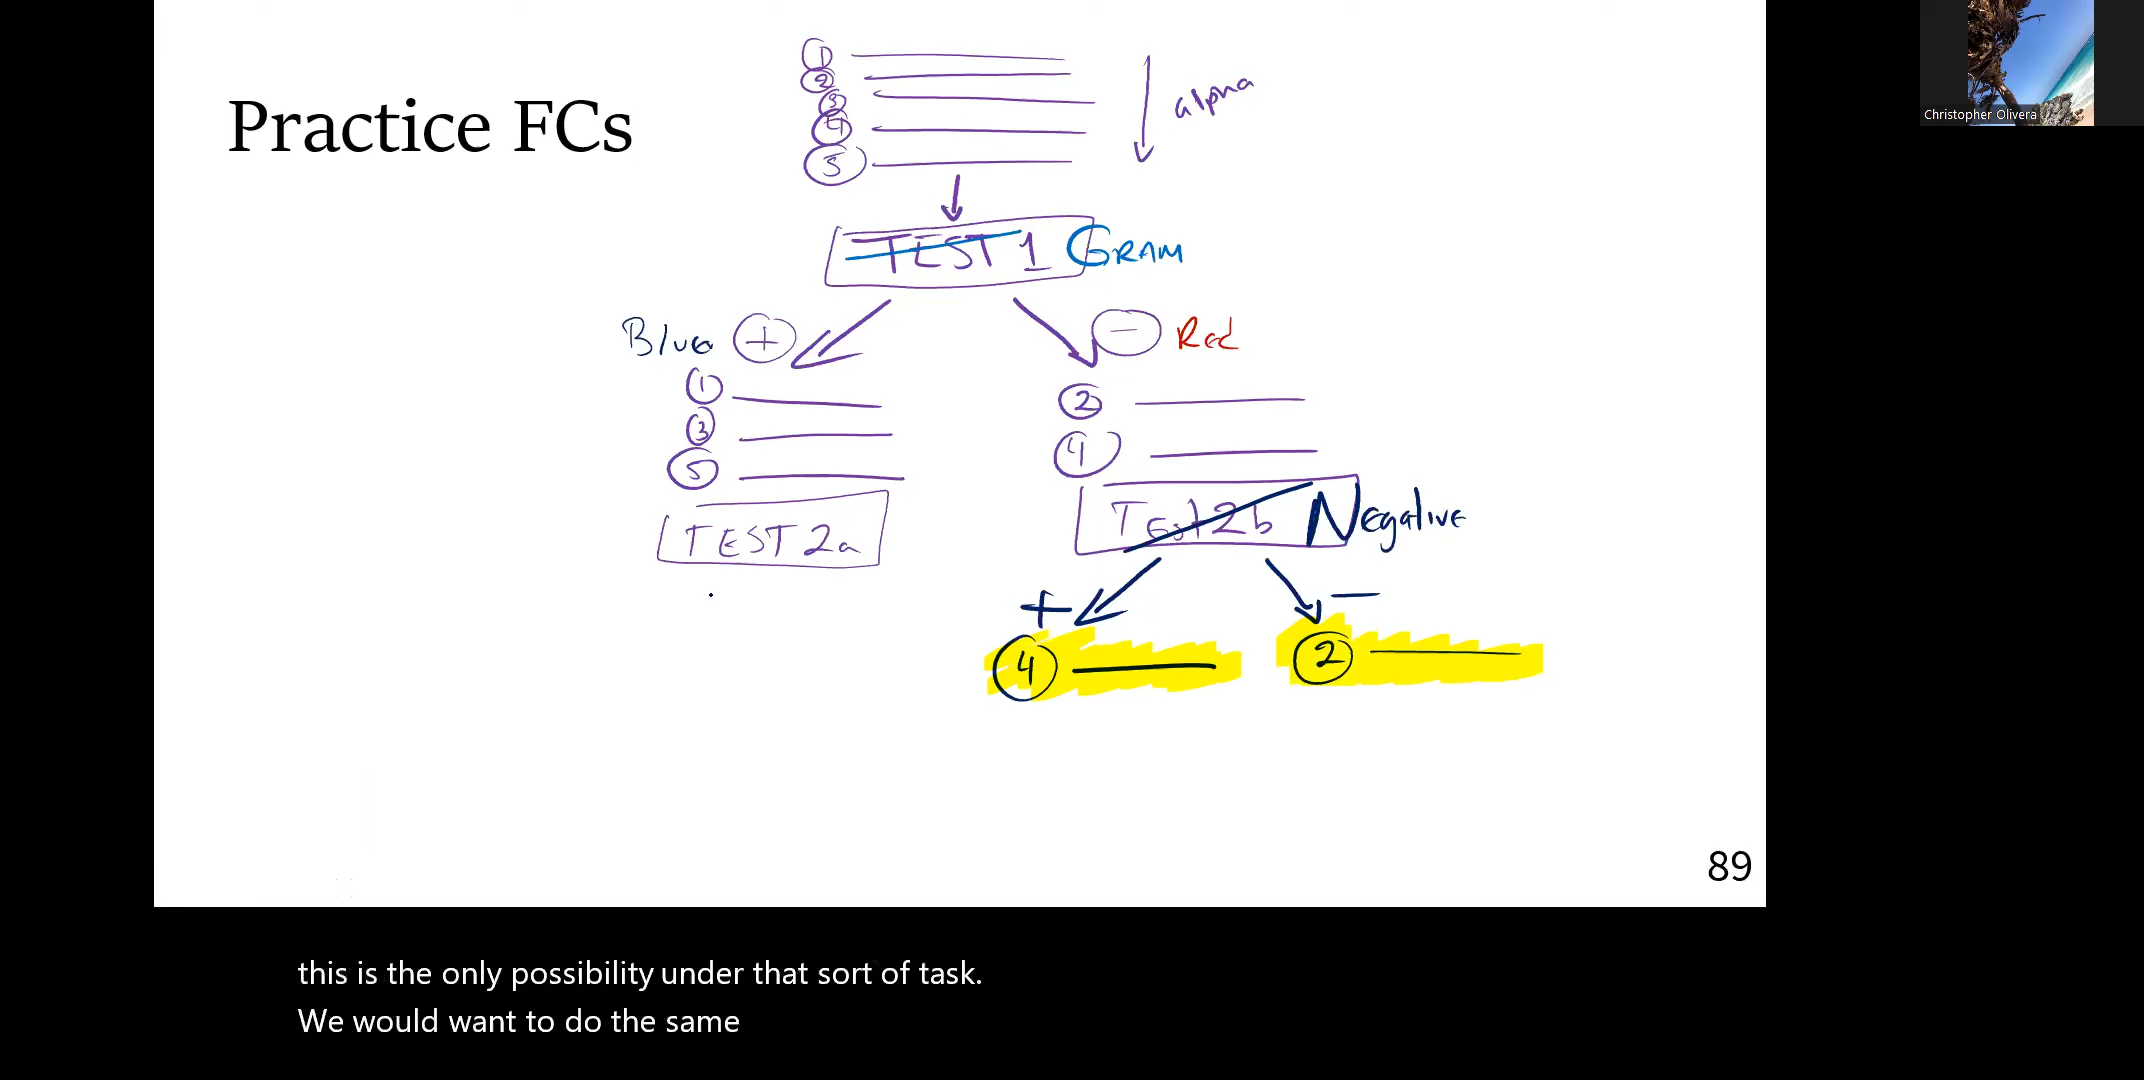 Practice FCs
1
2
3
4
5
alpha
TEST 1 GRAM
Blue + - Red
1
3
5
TEST 2a
2
4
Test 2b Negative
+ -
4 2
89
Christopher Olivera
this is the only possibility under that sort of task.
We would want to do the same